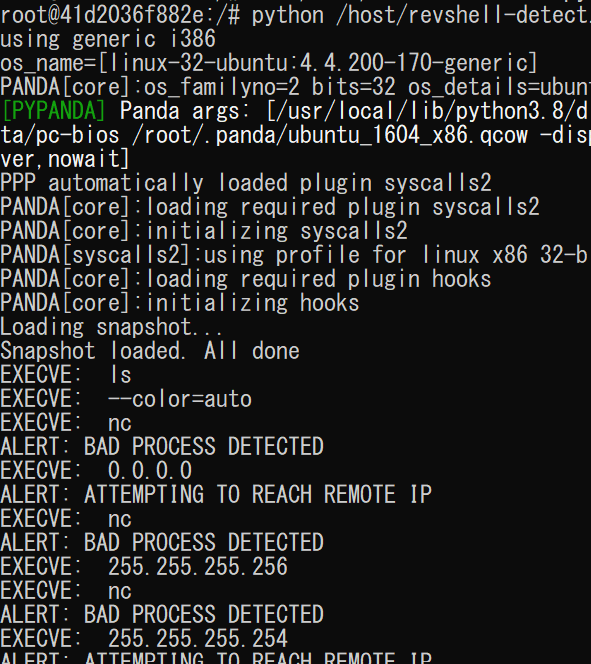 root@41d2036f882e:/# python /host/revshell-detect.
using generic i386
os_name=[linux-32-ubuntu:4.4.200-170-generic]
PANDA[core]:os_familyno=2 bits=32 os_details=ubun
[PYPANDA] Panda args: [/usr/local/lib/python3.8/d
ta/pc-bios /root/.panda/ubuntu_1604_x86.qcow -disp
ver,nowait]
PPP automatically loaded plugin syscalls2
PANDA[core]:loading required plugin syscalls2
PANDA[core]:initializing syscalls2
PANDA[syscalls2]:using profile for linux x86 32-b
PANDA[core]:loading required plugin hooks
PANDA[core]:initializing hooks
Loading snapshot...
Snapshot loaded. All done
EXECVE:  ls
EXECVE:  --color=auto
EXECVE:  nc
ALERT: BAD PROCESS DETECTED
EXECVE:  0.0.0.0
ALERT: ATTEMPTING TO REACH REMOTE IP
EXECVE:  nc
ALERT: BAD PROCESS DETECTED
EXECVE:  255.255.255.256
EXECVE:  nc
ALERT: BAD PROCESS DETECTED
EXECVE:  255.255.255.254
ALERT: ATTEMPTING TO REACH REMOTE IP